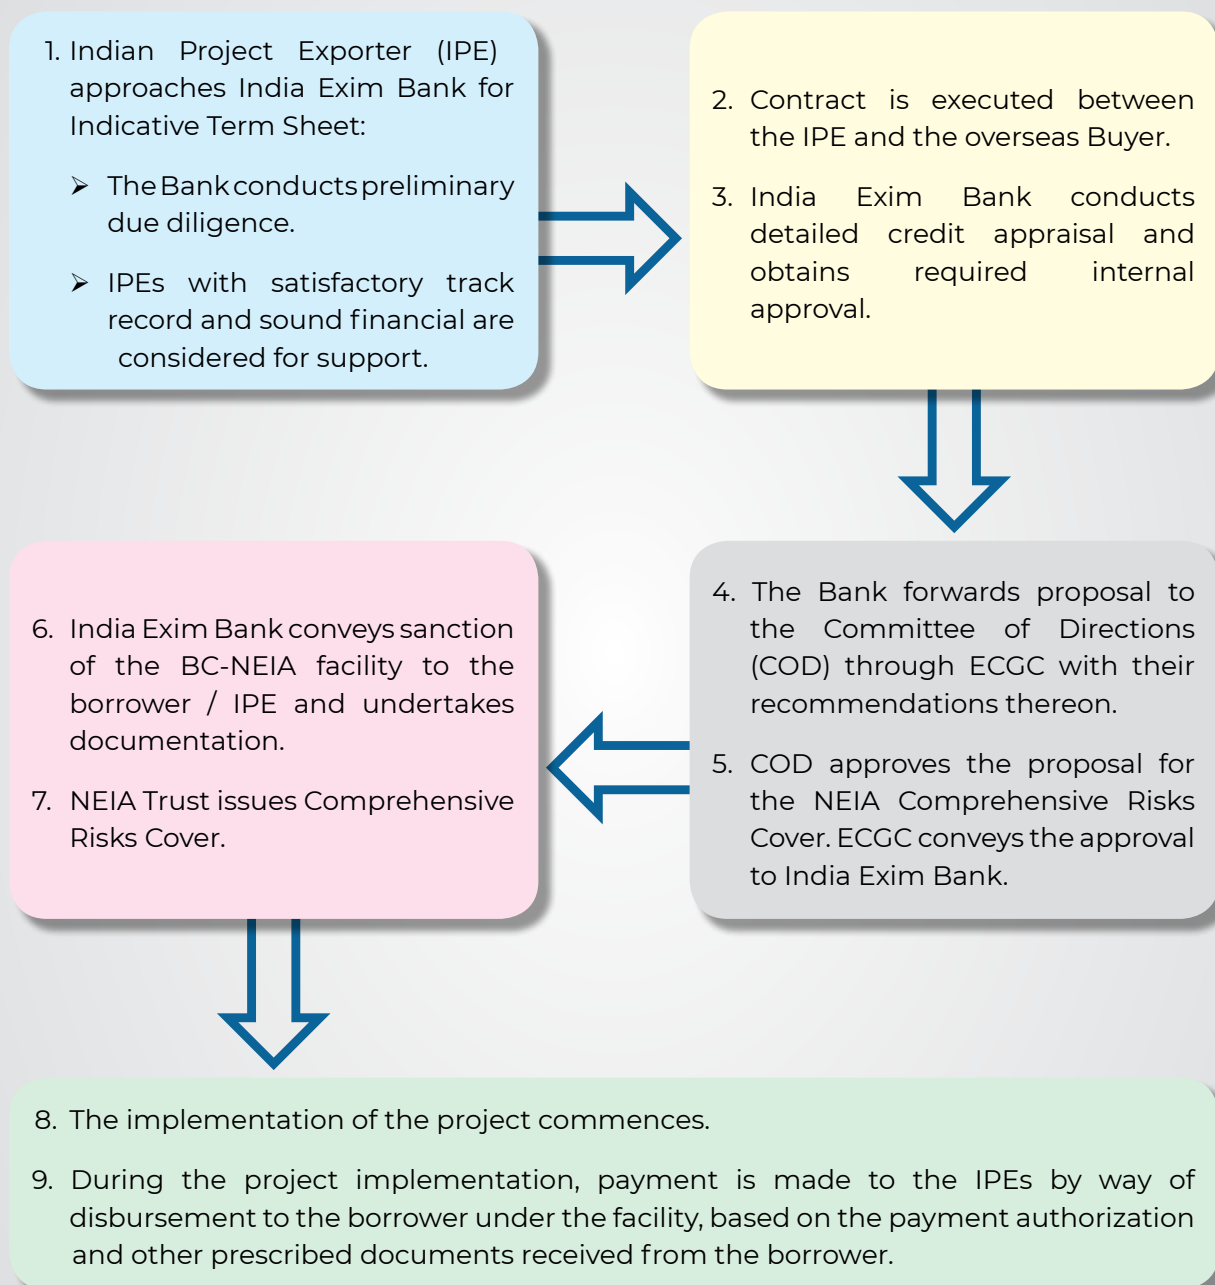 1. Indian Project Exporter (IPE)
approaches India Exim Bank for
Indicative Term Sheet:
➢ The Bank conducts preliminary
due diligence.
➢ IPEs with satisfactory track
record and sound financial are
considered for support.
2. Contract is executed between
the IPE and the overseas Buyer.
3. India Exim Bank conducts
detailed credit appraisal and
obtains required internal
approval.
4. The Bank forwards proposal to
the Committee of Directions
(COD) through ECGC with their
recommendations thereon.
5. COD approves the proposal for
the NEIA Comprehensive Risks
Cover. ECGC conveys the approval
to India Exim Bank.
6. India Exim Bank conveys sanction
of the BC-NEIA facility to the
borrower / IPE and undertakes
documentation.
7. NEIA Trust issues Comprehensive
Risks Cover.
8. The implementation of the project commences.
9. During the project implementation, payment is made to the IPEs by way of
disbursement to the borrower under the facility, based on the payment authorization
and other prescribed documents received from the borrower.